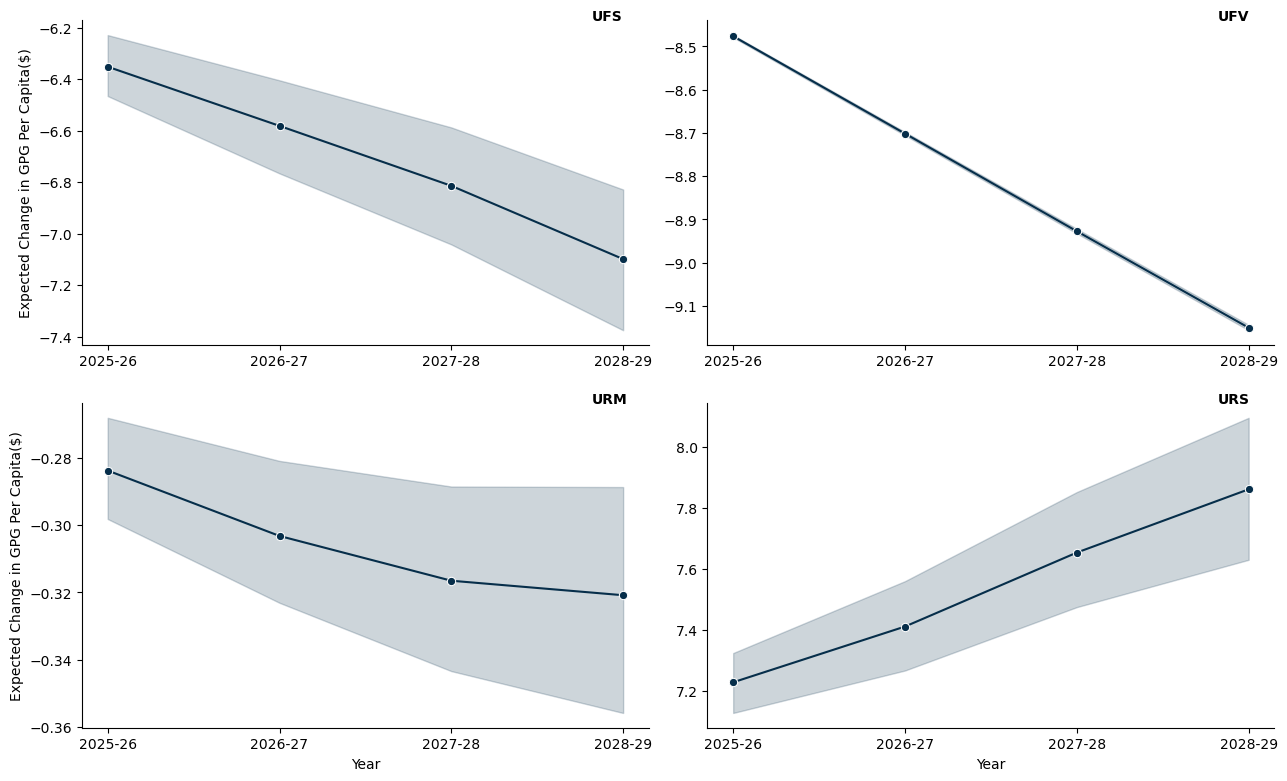 UFS
Expected Change in GPG Per Capita($)
−6.2
−6.4
−6.6
−6.8
−7.0
−7.2
−7.4
2025-26 2026-27 2027-28 2028-29
UFV
−8.5
−8.6
−8.7
−8.8
−8.9
−9.0
−9.1
2025-26 2026-27 2027-28 2028-29
URM
Expected Change in GPG Per Capita($)
−0.28
−0.30
−0.32
−0.34
−0.36
2025-26 2026-27 2027-28 2028-29
Year
URS
8.0
7.8
7.6
7.4
7.2
2025-26 2026-27 2027-28 2028-29
Year